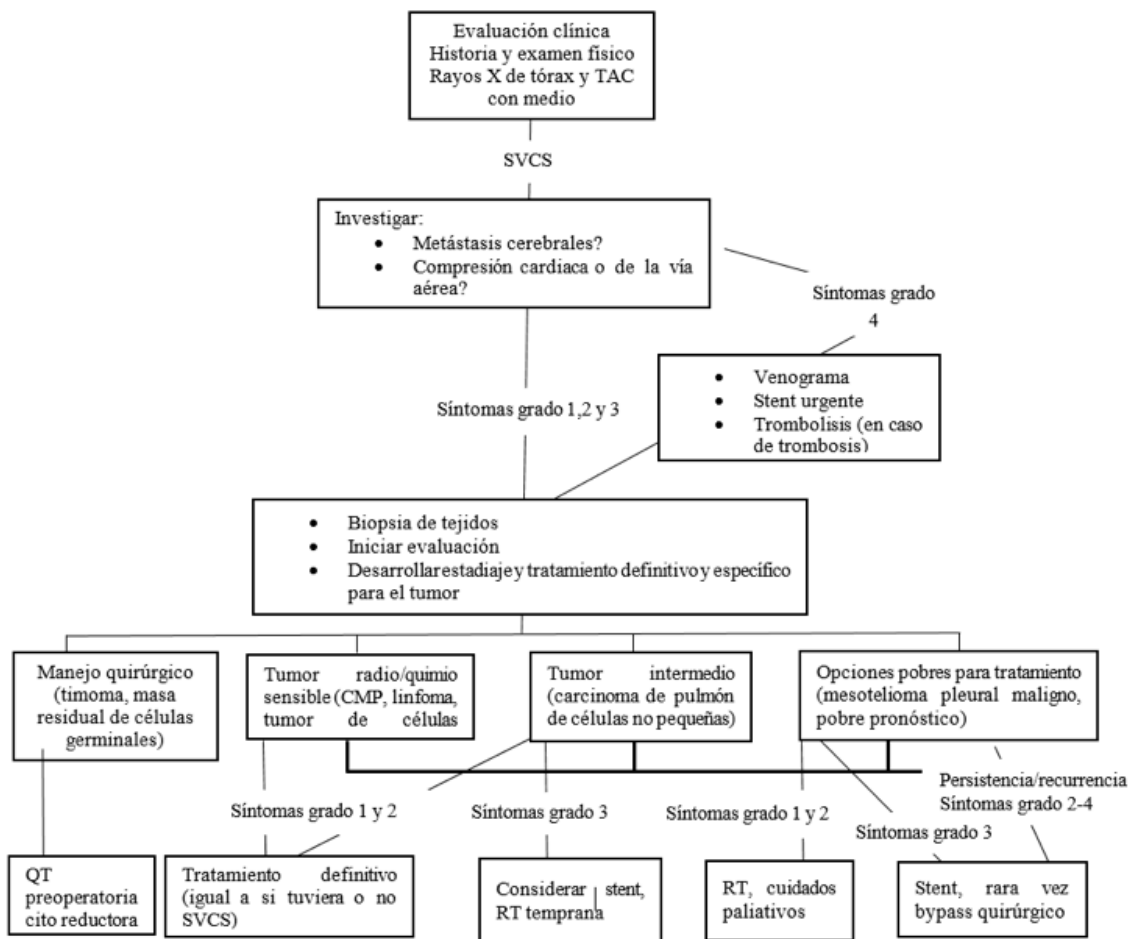 Evaluación clínica
Historia y examen físico
Rayos X de tórax y TAC
con medio
SVCS
Investigar:
• Metástasis cerebrales?
• Compresión cardiaca o de la vía
aérea?
Síntomas grado
4
• Venograma
• Stent urgente
• Trombolisis (en caso
de trombosis)
Síntomas grado 1,2 y 3
• Biopsia de tejidos
• Iniciar evaluación
• Desarrollar estadiaje y tratamiento definitivo y específico
para el tumor
Manejo quirúrgico
(timoma, masa
residual de células
germinales)
Tumor radio/quimio
sensible (CMP, linfoma,
tumor de células
Tumor intermedio
(carcinoma de pulmón
de células no pequeñas)
Opciones pobres para tratamiento
(mesotelioma pleural maligno,
pobre pronóstico)
Síntomas grado 1 y 2
Síntomas grado 3
Síntomas grado 1 y 2
Persistencia/recurrencia
Síntomas grado 2-4
Síntomas grado 3
QT
preoperatoria
cito reductora
Tratamiento definitivo
(igual a si tuviera o no
SVCS)
Considerar stent,
RT temprana
RT, cuidados
paliativos
Stent, rara vez
bypass quirúrgico